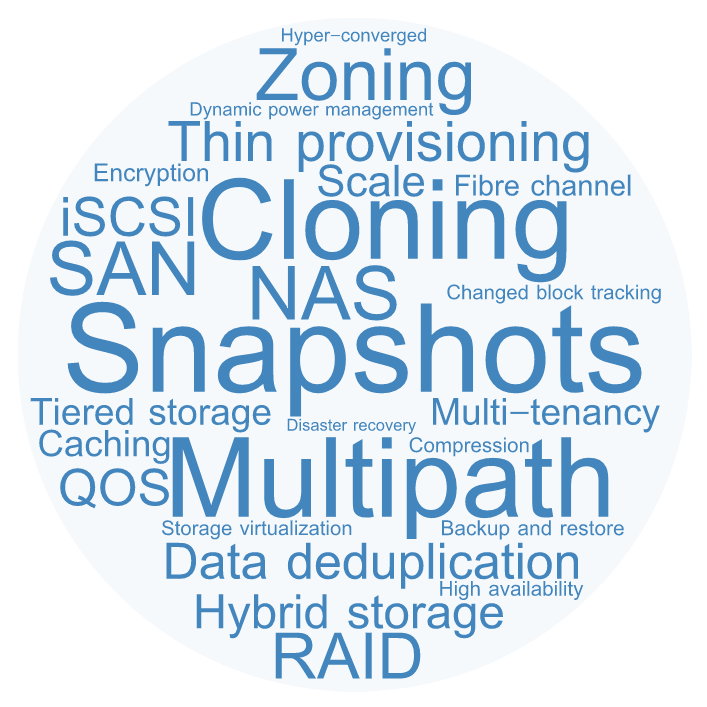 Hyper-converged
Zoning
Dynamic power management
Thin provisioning
Encryption
Scale
Fibre channel
iSCSI
Cloning
SAN
NAS
Changed block tracking
Snapshots
Tiered storage
Disaster recovery
Multi-tenancy
Caching
Compression
QOS
Multipath
Storage virtualization
Backup and restore
Data deduplication
High availability
Hybrid storage
RAID